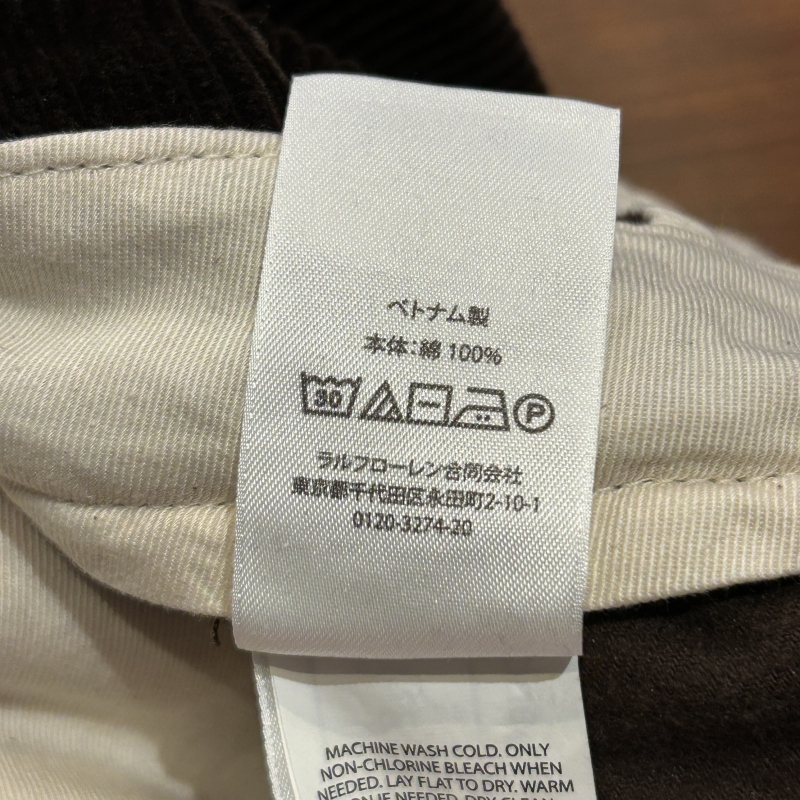 ベトナム製
本体:綿 100%
30
P
ラルフローレン合同会社
東京都千代田区永田町2-10-1
0120-3274-20
MACHINE WASH COLD. ONLY
NON-CHLORINE BLEACH WHEN
NEEDED. LAY FLAT TO DRY. WARM